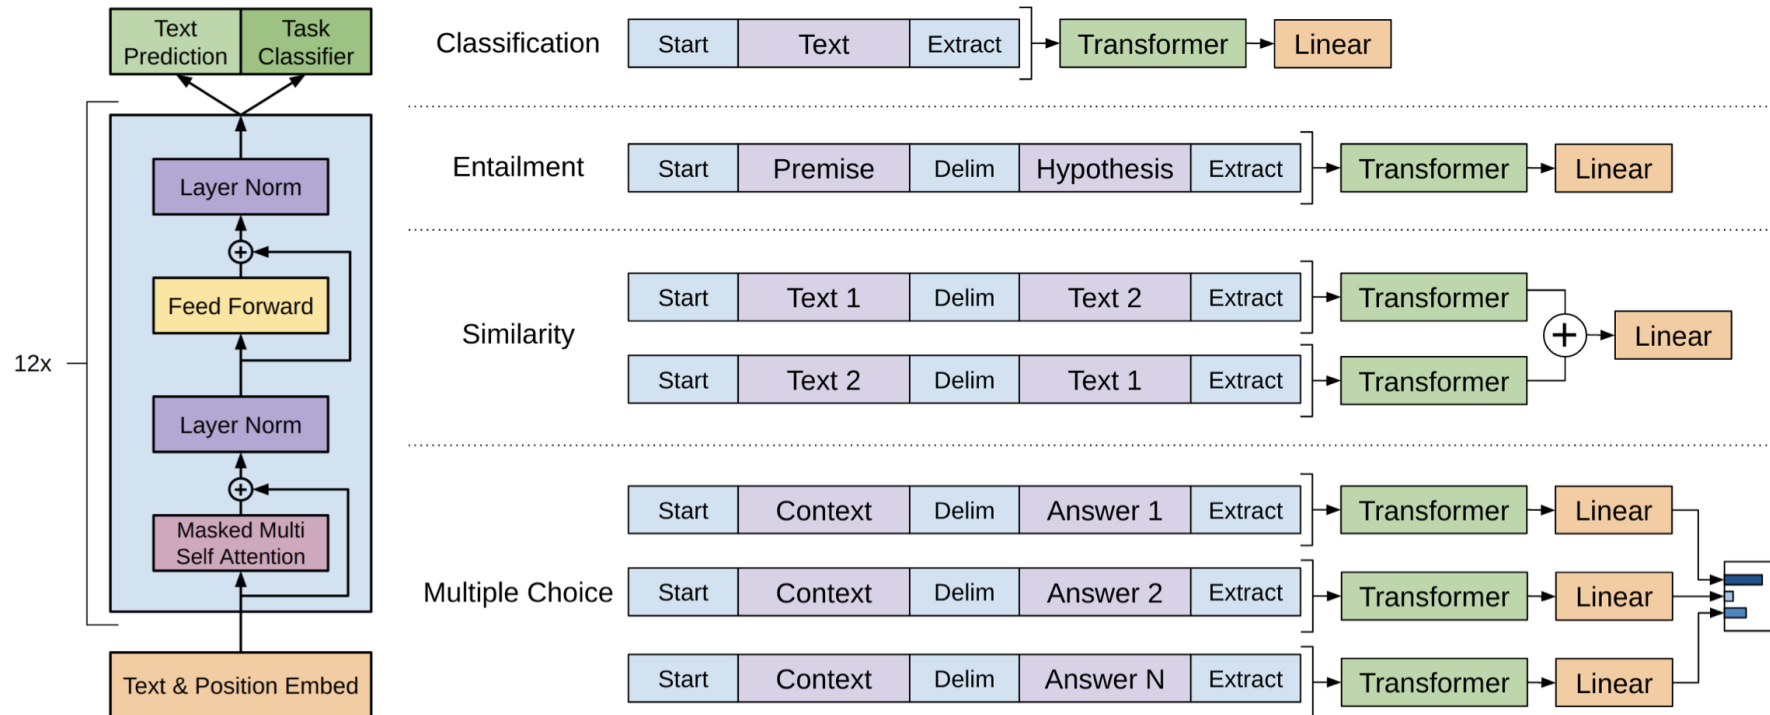 Text
Prediction
Task
Classifier
12x
Layer Norm
Feed Forward
Layer Norm
Masked Multi
Self Attention
Text & Position Embed
Classification
Start Text Extract Transformer Linear
Entailment
Start Premise Delim Hypothesis Extract Transformer Linear
Similarity
Start Text 1 Delim Text 2 Extract Transformer
+ Linear
Start Text 2 Delim Text 1 Extract Transformer
Multiple Choice
Start Context Delim Answer 1 Extract Transformer Linear
Start Context Delim Answer 2 Extract Transformer Linear
Start Context Delim Answer N Extract Transformer Linear